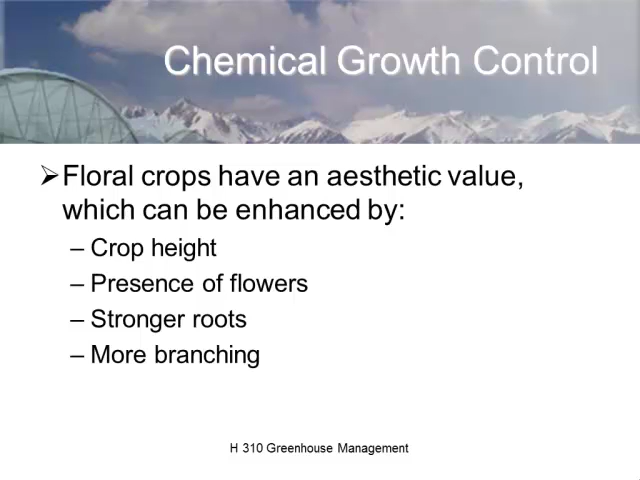 Chemical Growth Control
➢Floral crops have an aesthetic value,
which can be enhanced by:
– Crop height
– Presence of flowers
– Stronger roots
– More branching
H 310 Greenhouse Management